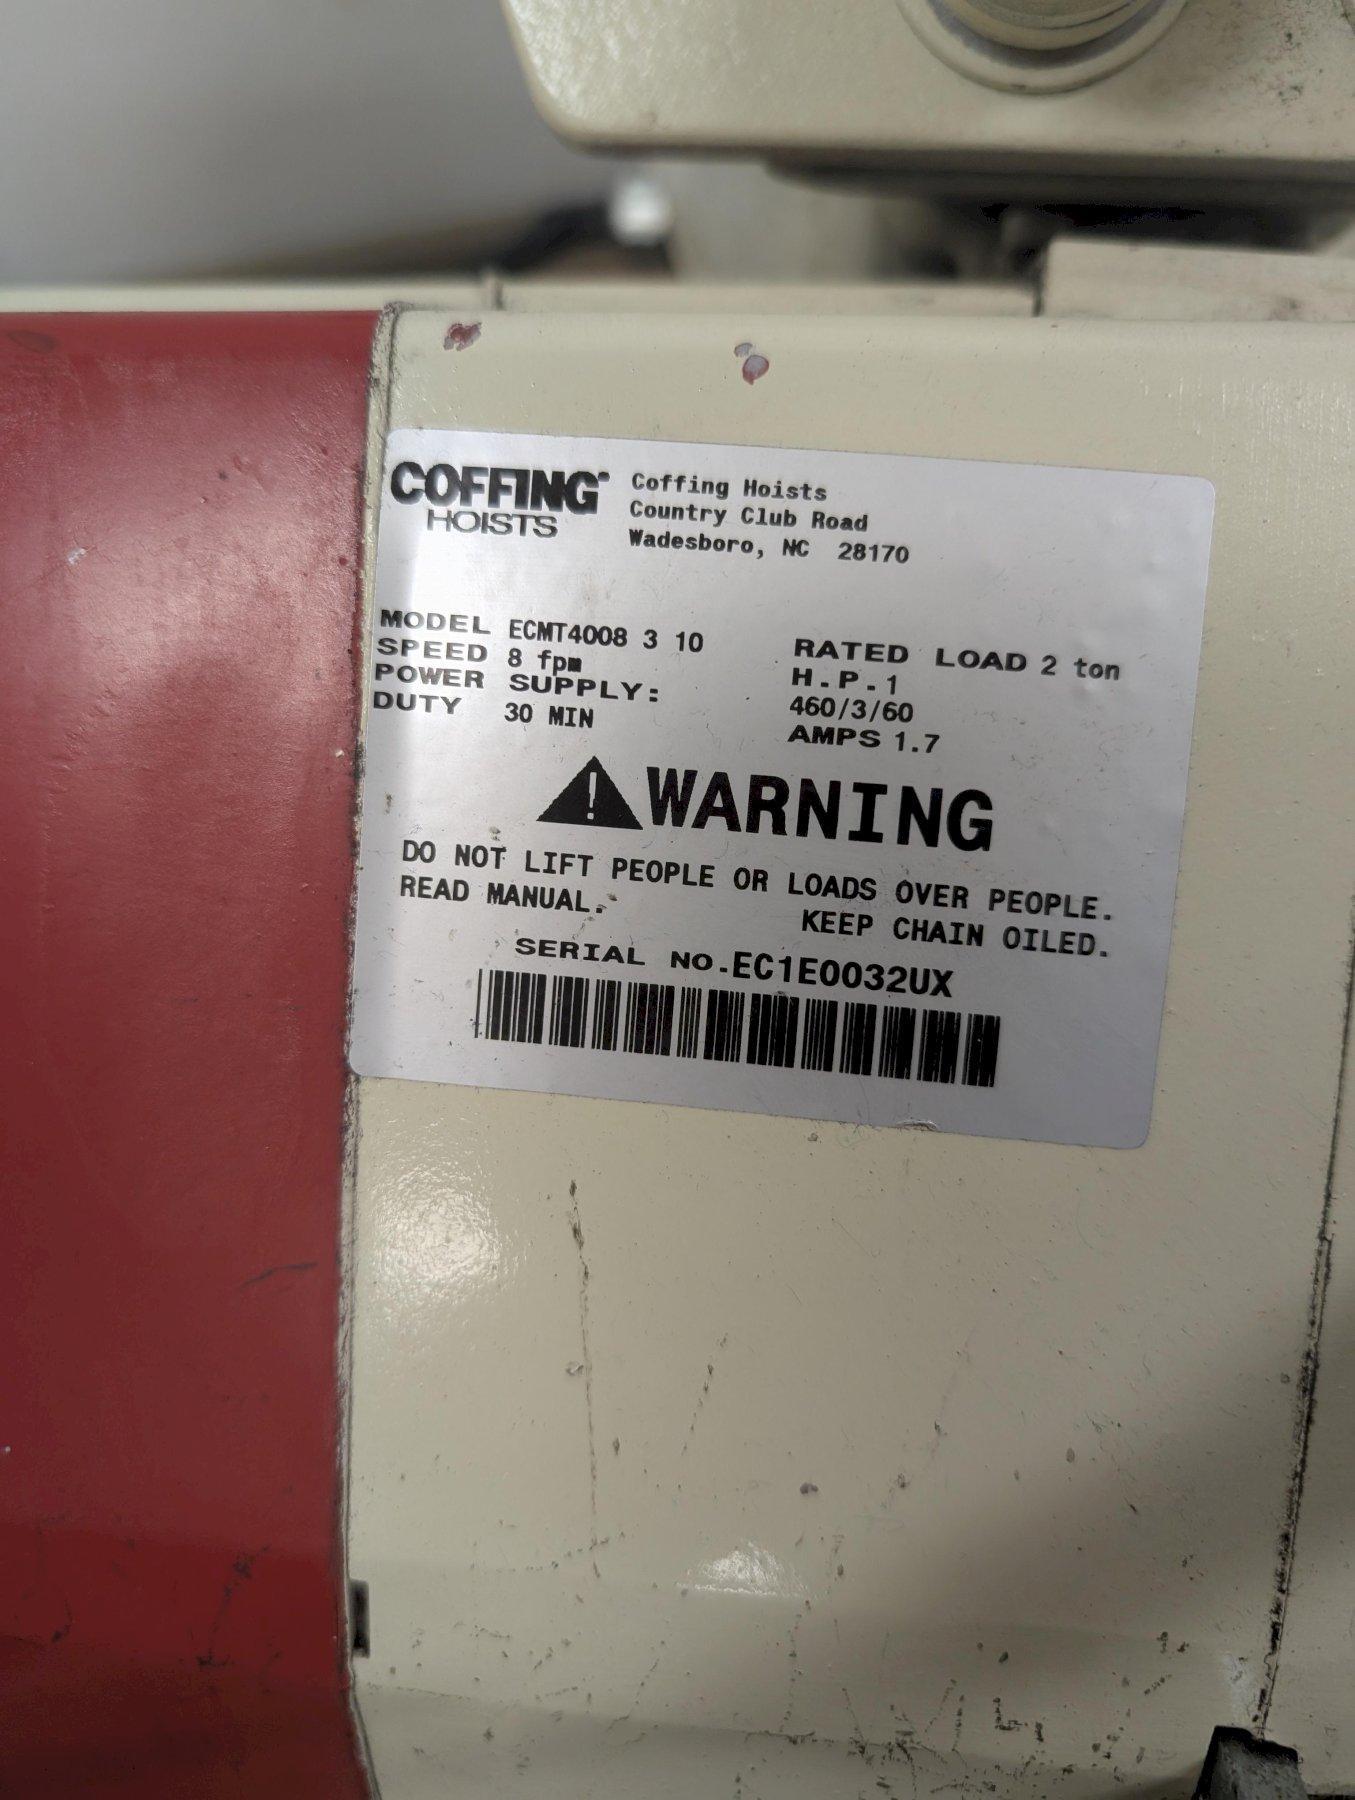 COFFING
HOISTS
Coffing Hoists
Country Club Road
Wadesboro, NC 28170
MODEL ECMT4008 3 10
SPEED 8 fpm
POWER SUPPLY:
DUTY 30 MIN
RATED LOAD 2 ton
H.P.1
460/3/60
AMPS 1.7
WARNING
DO NOT LIFT PEOPLE OR LOADS OVER PEOPLE.
READ MANUAL. KEEP CHAIN OILED.
SERIAL NO.EC1E0032UX